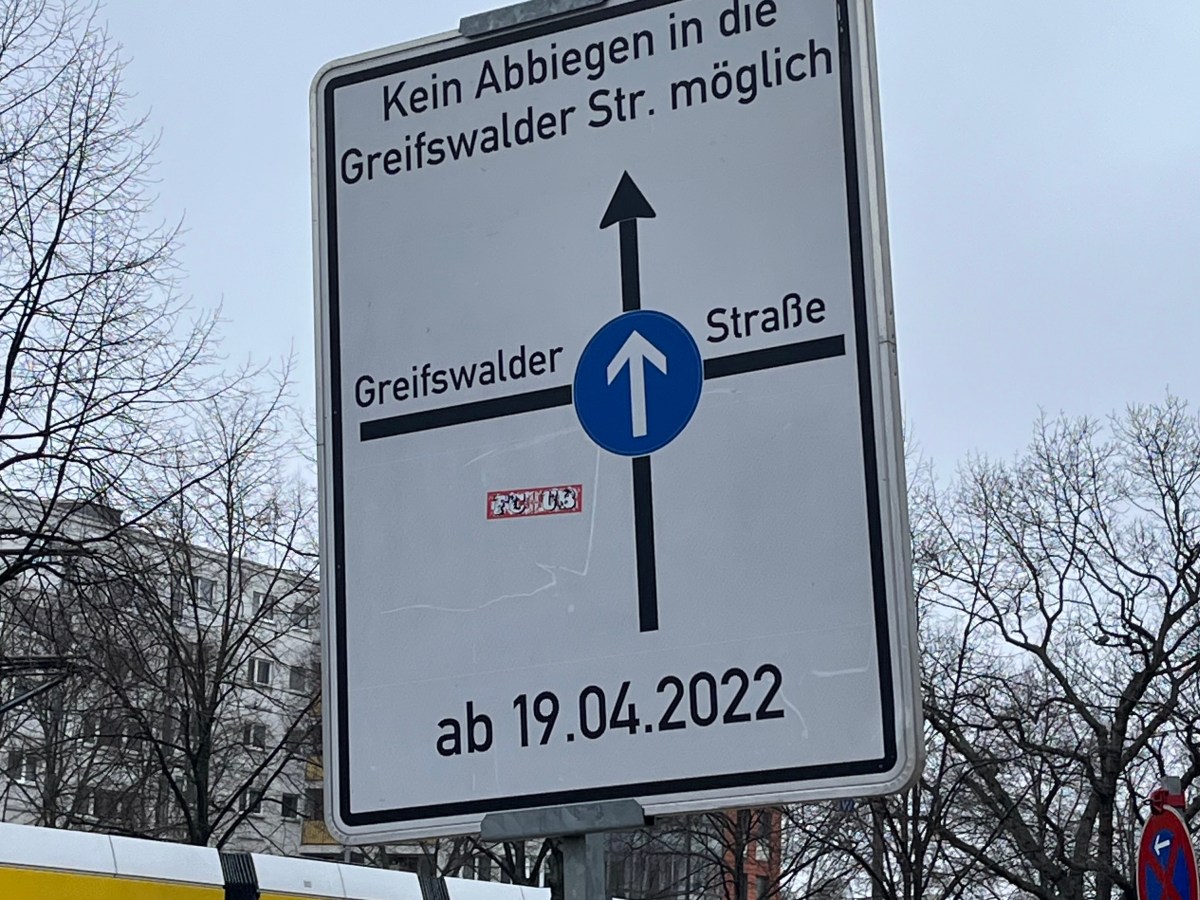 Kein Abbiegen in die
Greifswalder Str. möglich
Greifswalder Straße
ab 19.04.2022